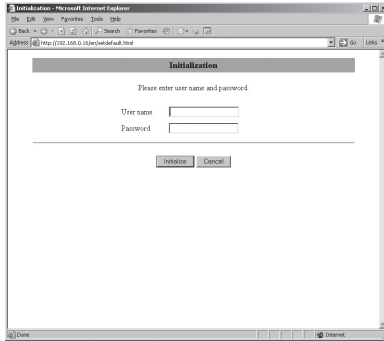 Initialization - Microsoft Internet Explorer
File Edit View Favorites Tools Help
Back Search Favorites
Address http://192.168.0.16/en/setdefault.html Go Links
Initialization
Please enter user name and password.
User name
Password
Initialize Cancel
Done Internet